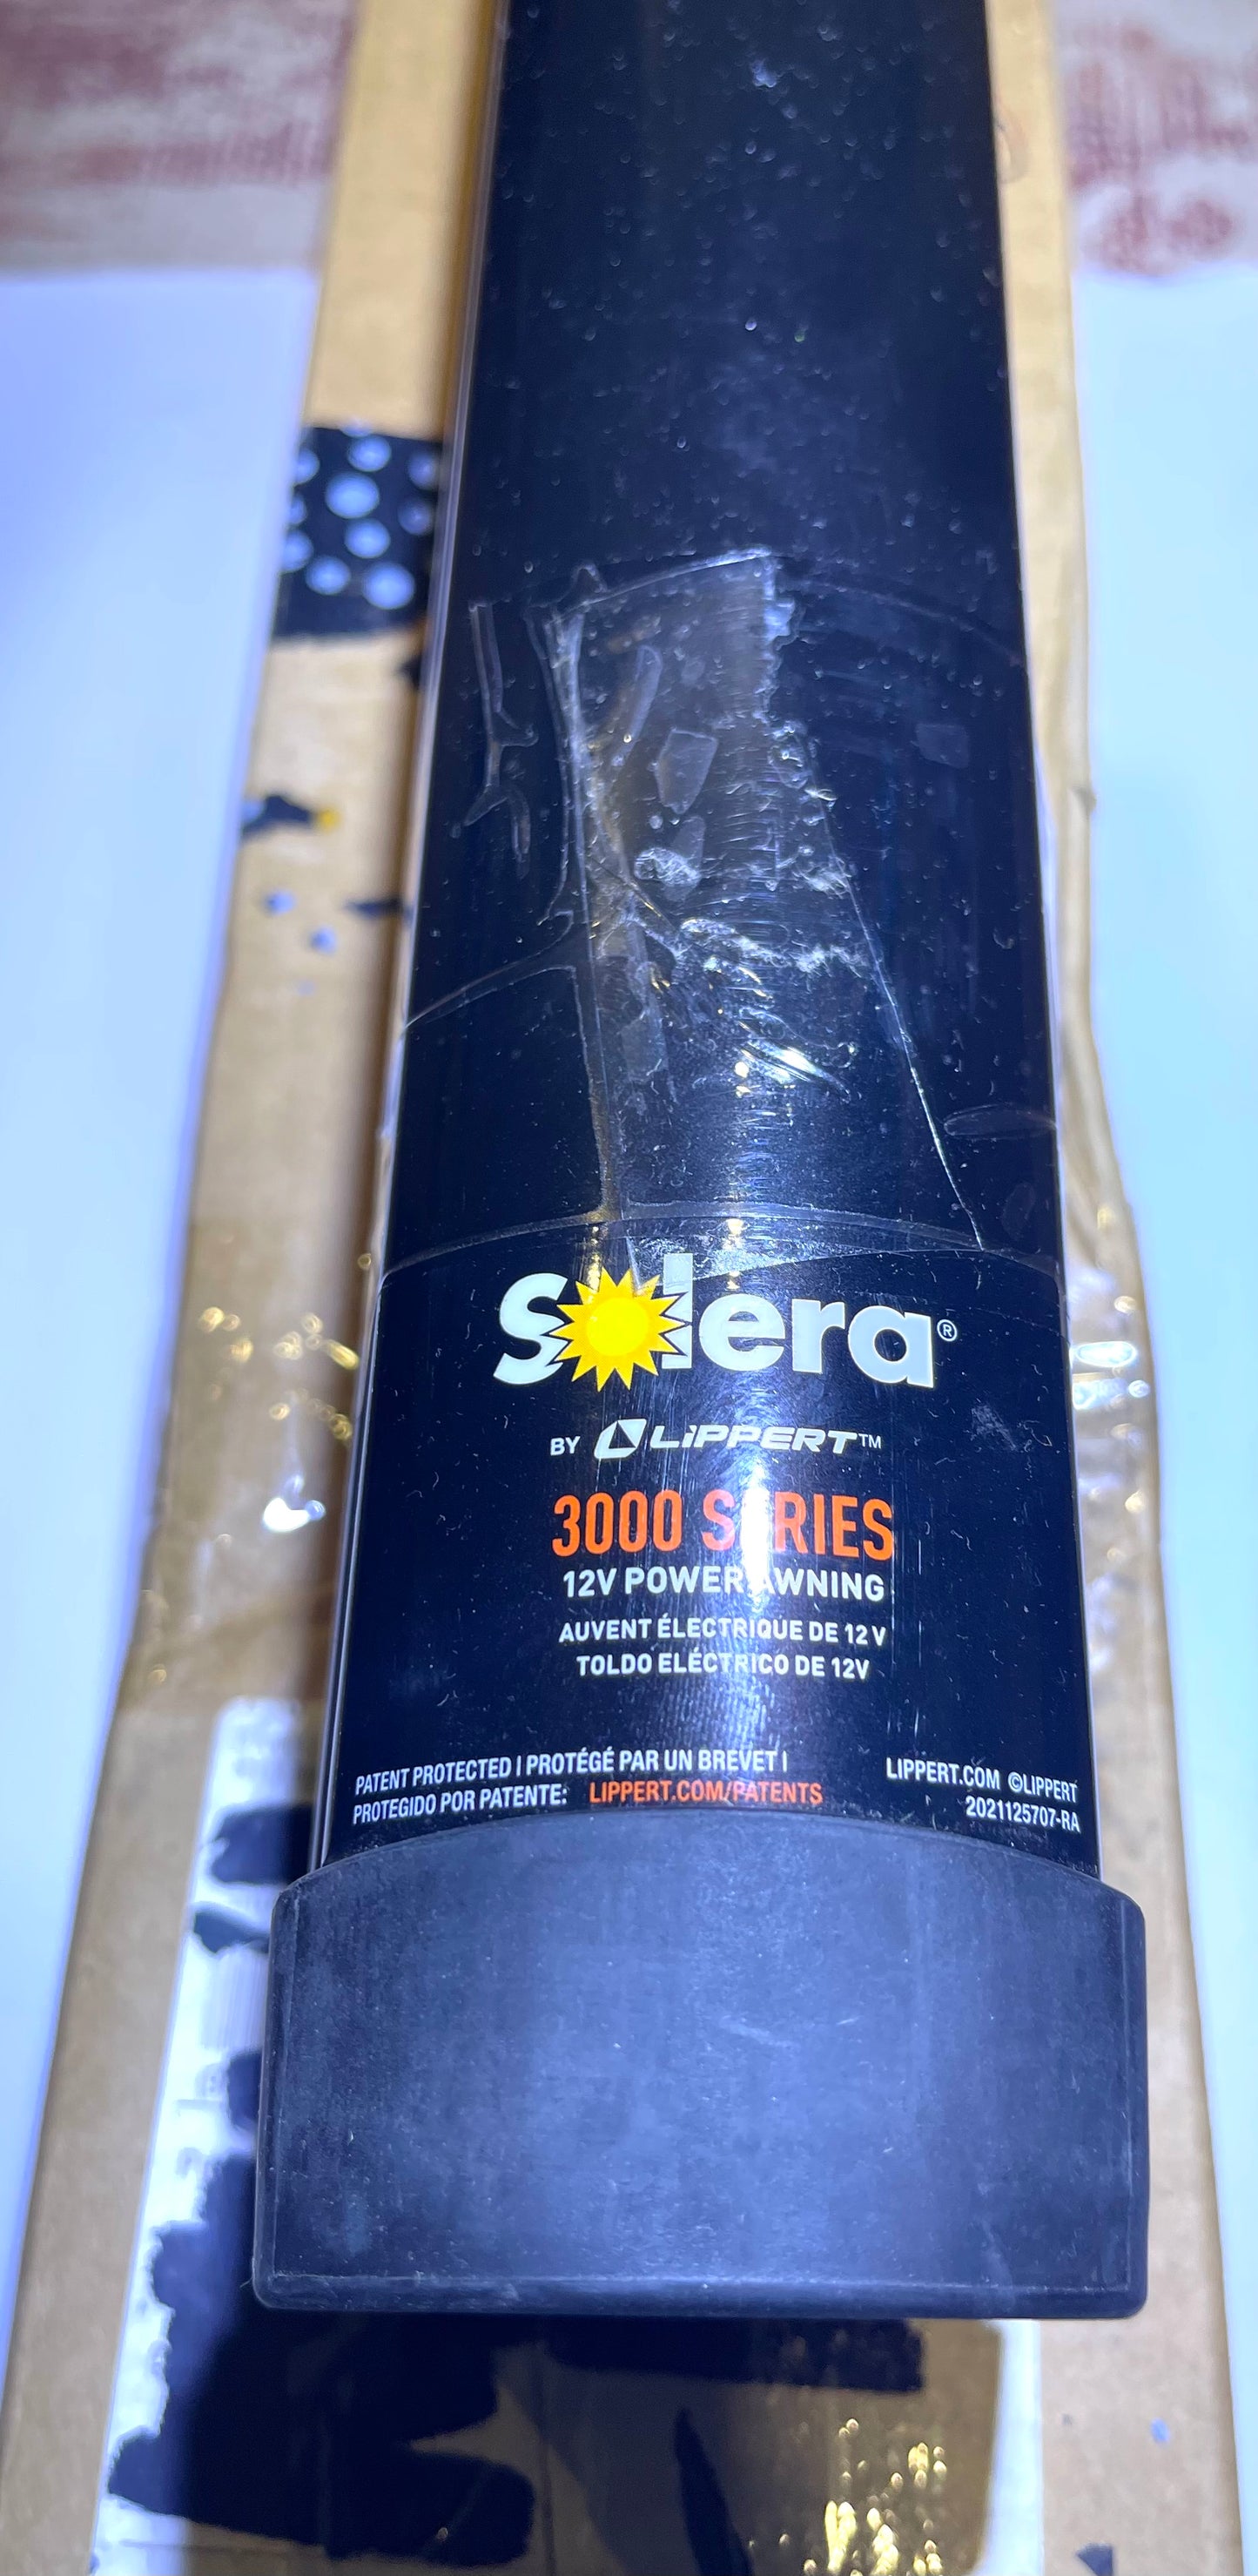 Solera®
BY LiPPERT™
3000 SERIES
12V POWER AWNING
AUVENT ÉLECTRIQUE DE 12 V
TOLDO ELÉCTRICO DE 12V
PATENT PROTECTED | PROTÉGÉ PAR UN BREVET |
PROTEGIDO POR PATENTE: LIPPERT.COM/PATENTS
LIPPERT.COM ©LIPPERT
2021125707-RA